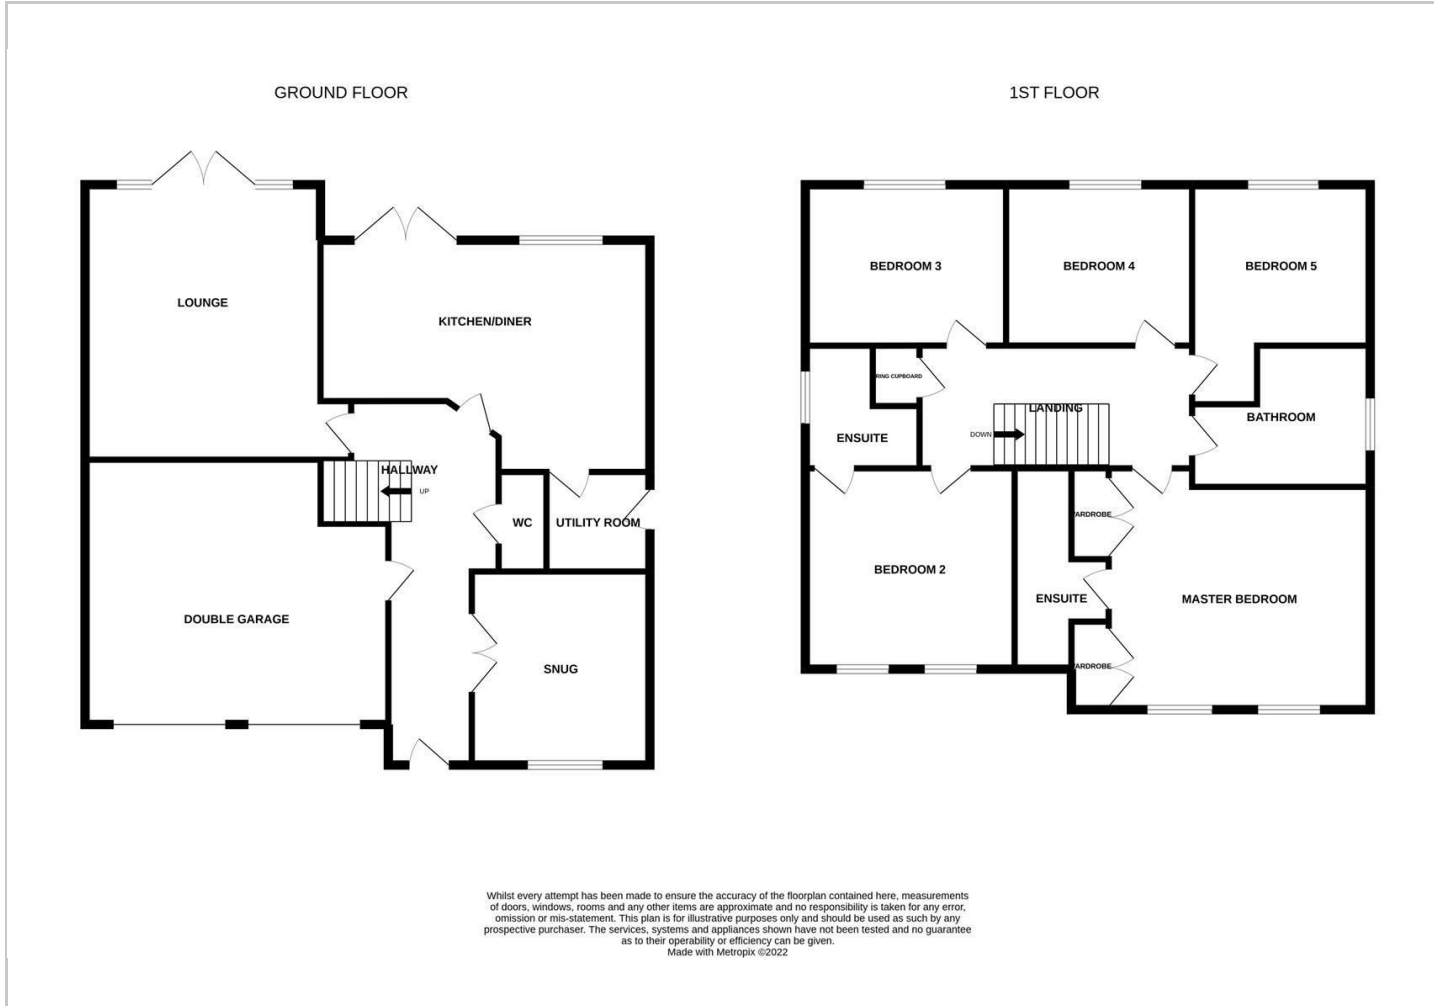 GROUND FLOOR
1ST FLOOR
LOUNGE
KITCHEN/DINER
HALLWAY
UP
WC
UTILITY ROOM
DOUBLE GARAGE
SNUG
BEDROOM 3
BEDROOM 4
BEDROOM 5
RING CUPBOARD
LANDING
DOWN
ENSUITE
BATHROOM
BEDROOM 2
ARDROBE
ENSUITE
MASTER BEDROOM
ARDROBE
Whilst every attempt has been made to ensure the accuracy of the floorplan contained here, measurements
of doors, windows, rooms and any other items are approximate and no responsibility is taken for any error,
omission or mis-statement. This plan is for illustrative purposes only and should be used as such by any
prospective purchaser. The services, systems and appliances shown have not been tested and no guarantee
as to their operability or efficiency can be given.
Made with Metropix ©2022